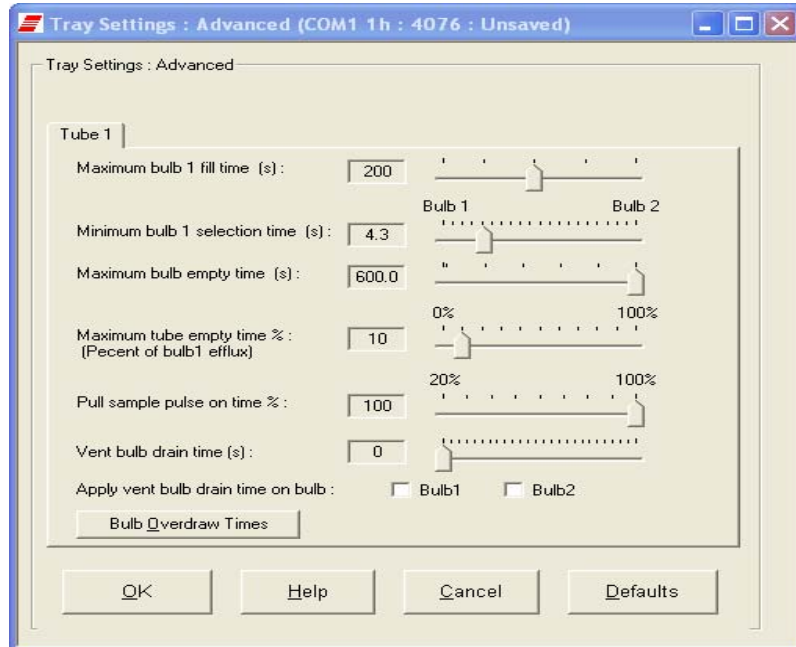 Tray Settings : Advanced (COM1 1h : 4076 : Unsaved)
Tray Settings : Advanced
Tube 1
Maximum bulb 1 fill time (s) : 200
Bulb 1 Bulb 2
Minimum bulb 1 selection time (s) : 4.3
Maximum bulb empty time (s) : 600.0
0% 100%
Maximum tube empty time % : 10
(Pecent of bulb1 efflux)
20% 100%
Pull sample pulse on time % : 100
Vent bulb drain time (s) : 0
Apply vent bulb drain time on bulb : Bulb1 Bulb2
Bulb Overdraw Times
OK Help Cancel Defaults